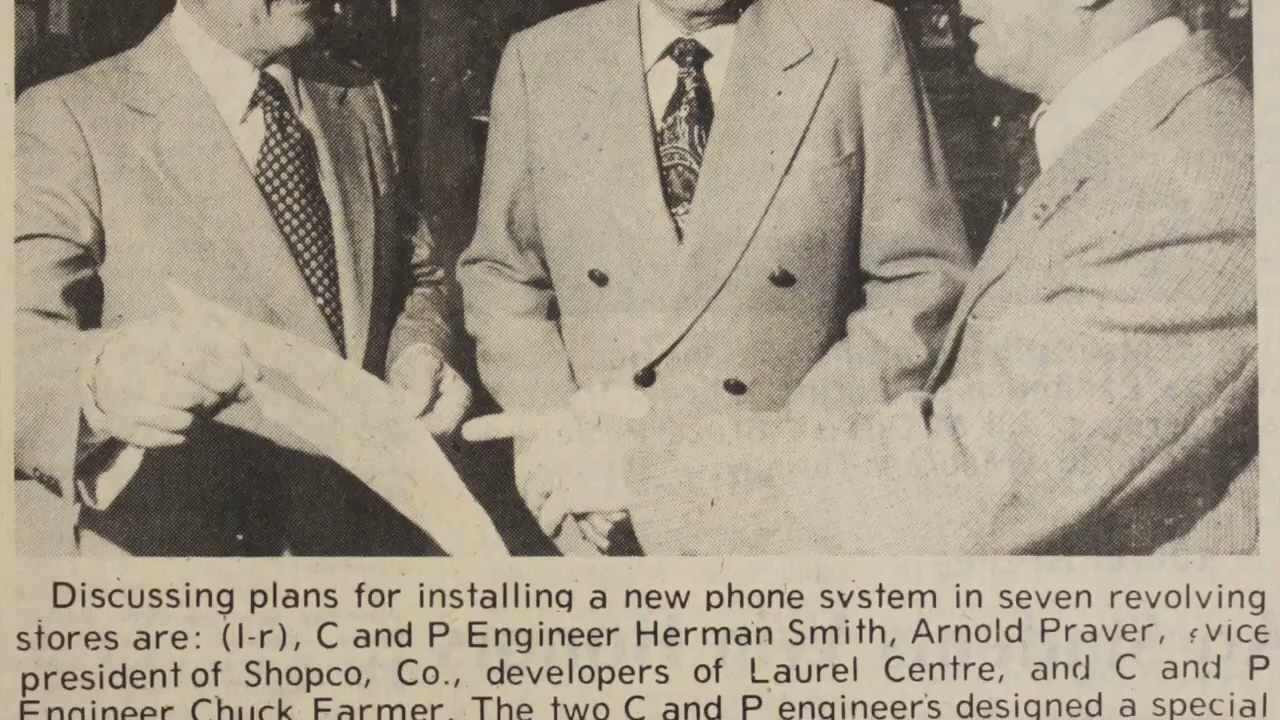 Discussing plans for installing a new phone system in seven revolving
stores are: (l-r), C and P Engineer Herman Smith, Arnold Praver, vice
president of Shopco, Co., developers of Laurel Centre, and C and P
Engineer Chuck Farmer. The two C and P engineers designed a special